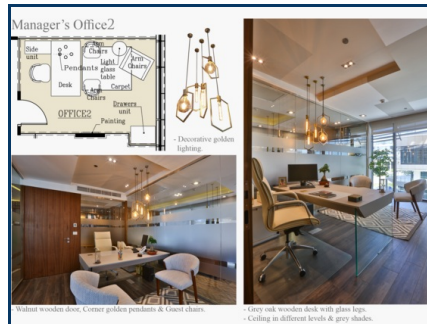 Manager's Office2
Side
unit
Arm
Chairs
Pendants
Light
glass
table
Arm
Chairs
Desk
Carpet
Arm
Chairs
Drawers
unit
OFFICE2
Painting
- Decorative golden
lighting.
- Walnut wooden door, Corner golden pendants & Guest chairs.
- Grey oak wooden desk with glass legs.
- Ceiling in different levels & grey shades.